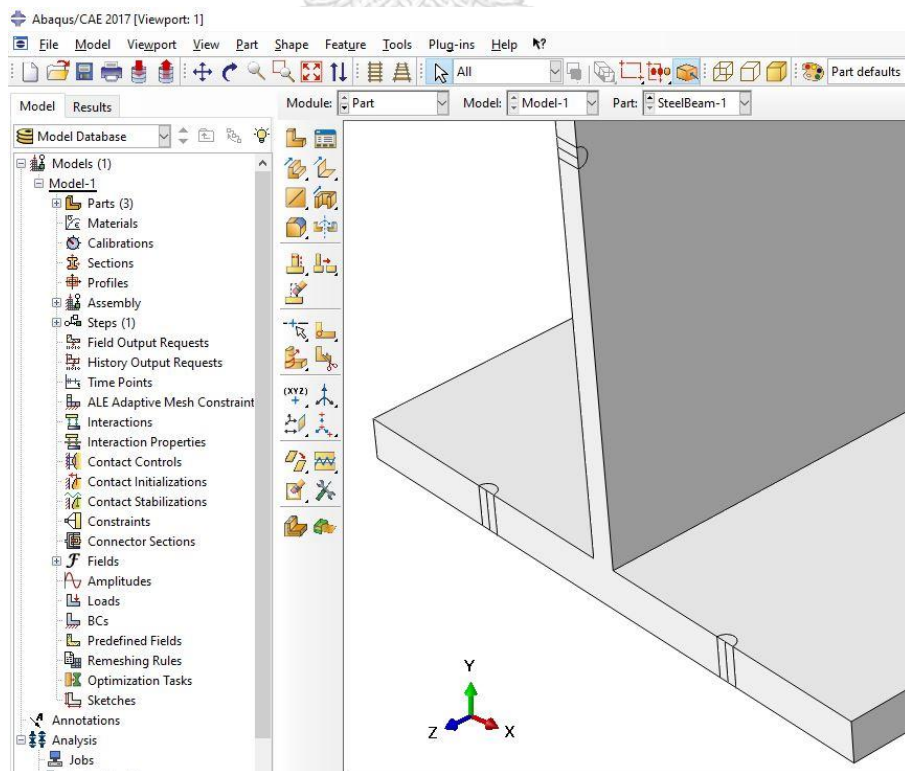 Abaqus/CAE 2017 [Viewport: 1]
File Model Viewport View Part Shape Feature Tools Plug-ins Help
All Part defaults
Model Results Module: Part Model: Model-1 Part: SteelBeam-1
Model Database
Models (1)
Model-1
Parts (3)
Materials
Calibrations
Sections
Profiles
Assembly
Steps (1)
Field Output Requests
History Output Requests
Time Points
ALE Adaptive Mesh Constraint
Interactions
Interaction Properties
Contact Controls
Contact Initializations
Contact Stabilizations
Constraints
Connector Sections
Fields
Amplitudes
Loads
BCs
Predefined Fields
Remeshing Rules
Optimization Tasks
Sketches
Annotations
Analysis
Jobs
(XYZ)
Y
Z X